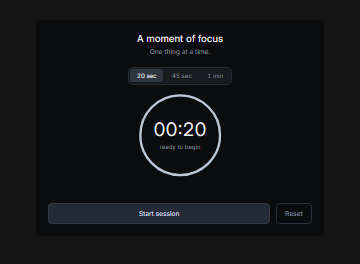 A moment of focus
One thing at a time.
20 sec 45 sec 1 min
00:20
ready to begin
Start session Reset